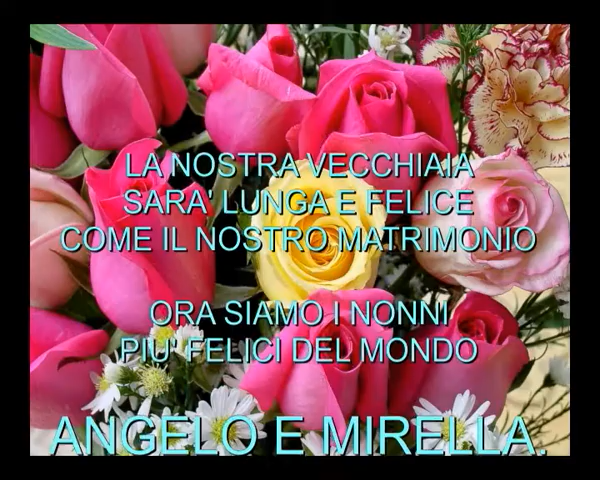 LA NOSTRA VECCHIAIA
SARA' LUNGA E FELICE
COME IL NOSTRO MATRIMONIO
ORA SIAMO I NONNI
PIU' FELICI DEL MONDO
ANGELO E MIRELLA.